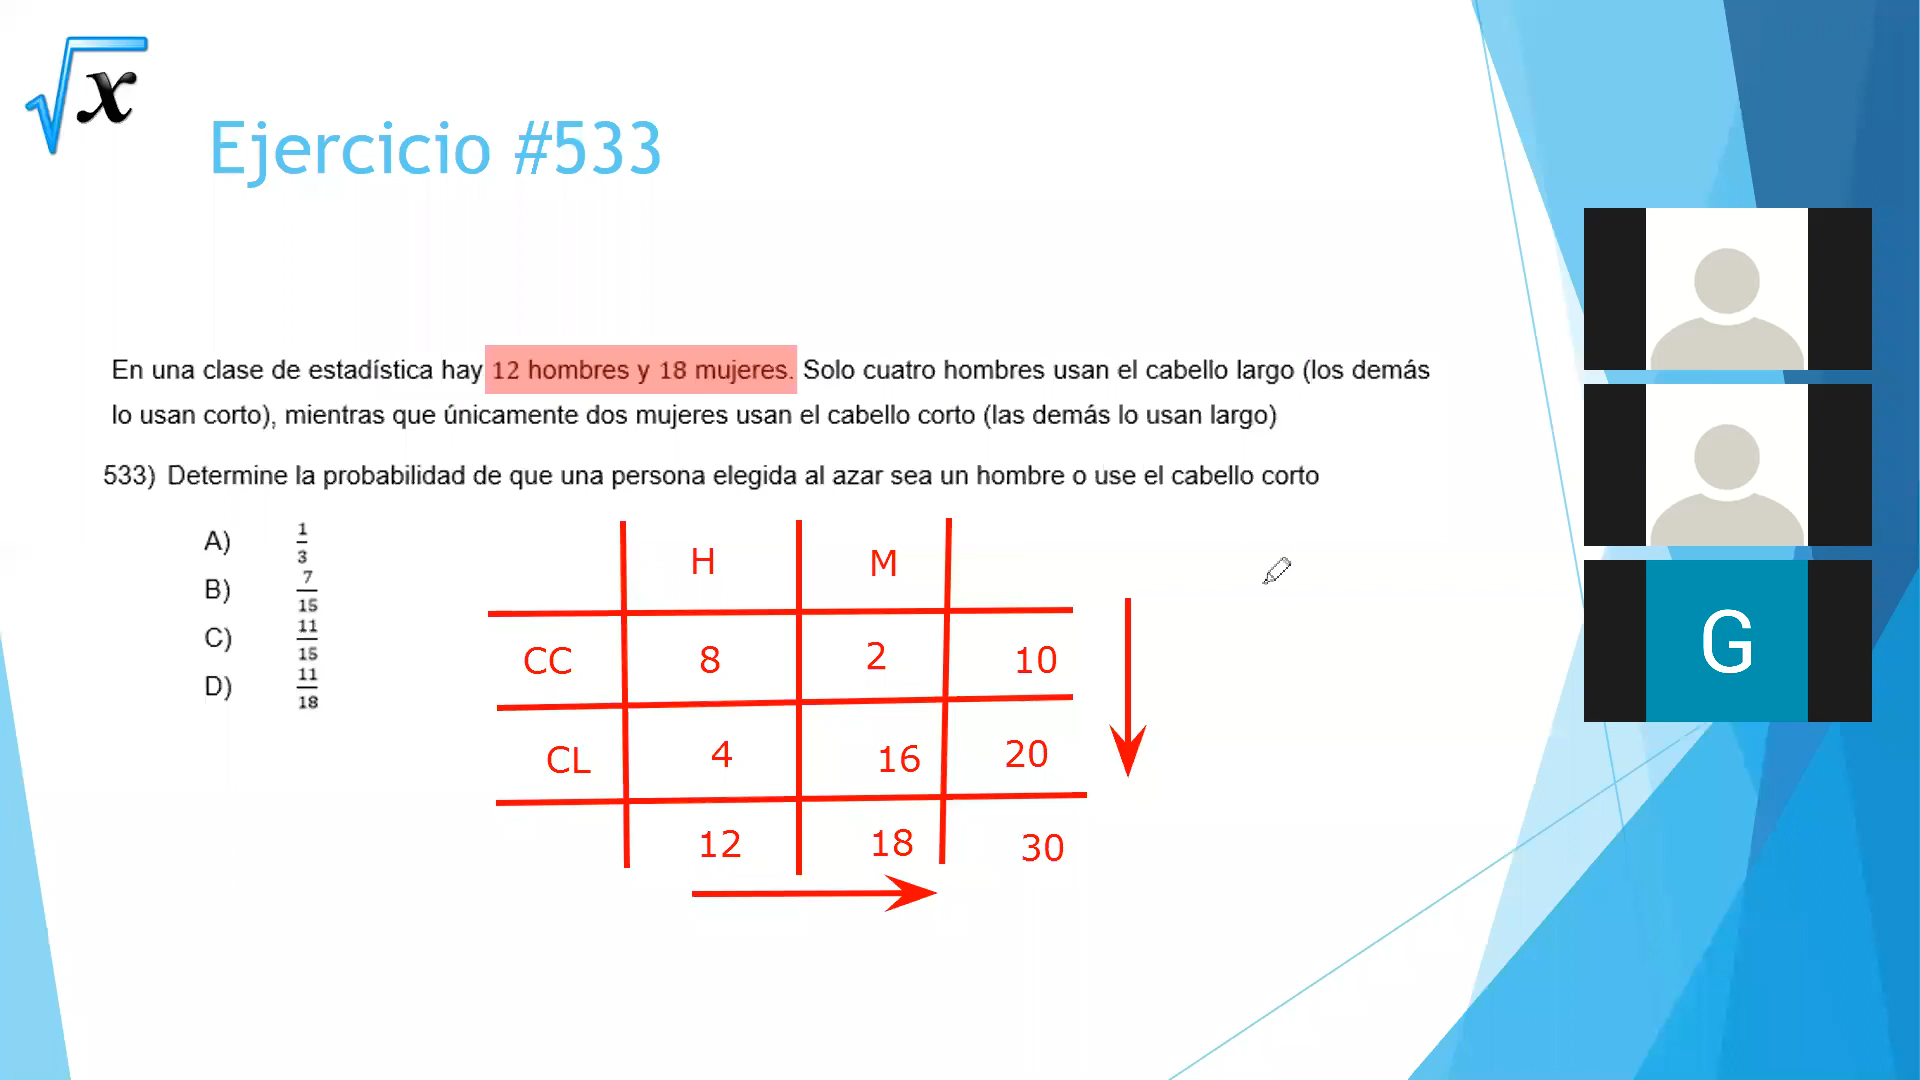 √x
Ejercicio #533
En una clase de estadística hay 12 hombres y 18 mujeres. Solo cuatro hombres usan el cabello largo (los demás
lo usan corto), mientras que únicamente dos mujeres usan el cabello corto (las demás lo usan largo)
533) Determine la probabilidad de que una persona elegida al azar sea un hombre o use el cabello corto
A) 1/3
B) 7/15
C) 11/15
D) 11/18
H M
CC 8 2 10
CL 4 16 20
12 18 30
G